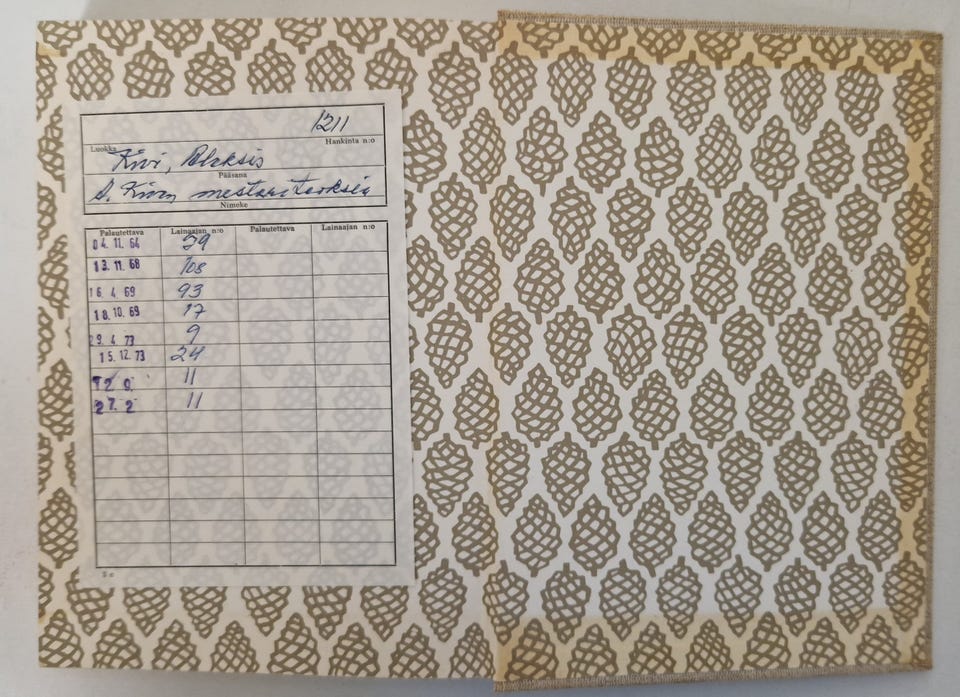 1211
Luokka Hankinta n:o
Kivi, Aleksis
Pääsana
A. Kiven mestariteoksia
Nimeke
Palautettava Lainaajan n:o Palautettava Lainaajan n:o
04. 11. 64 29
13. 11. 68 108
16. 4. 69 93
18. 10. 69 17
29. 4. 73 9
15. 12. 73 24
11
27. 2 11